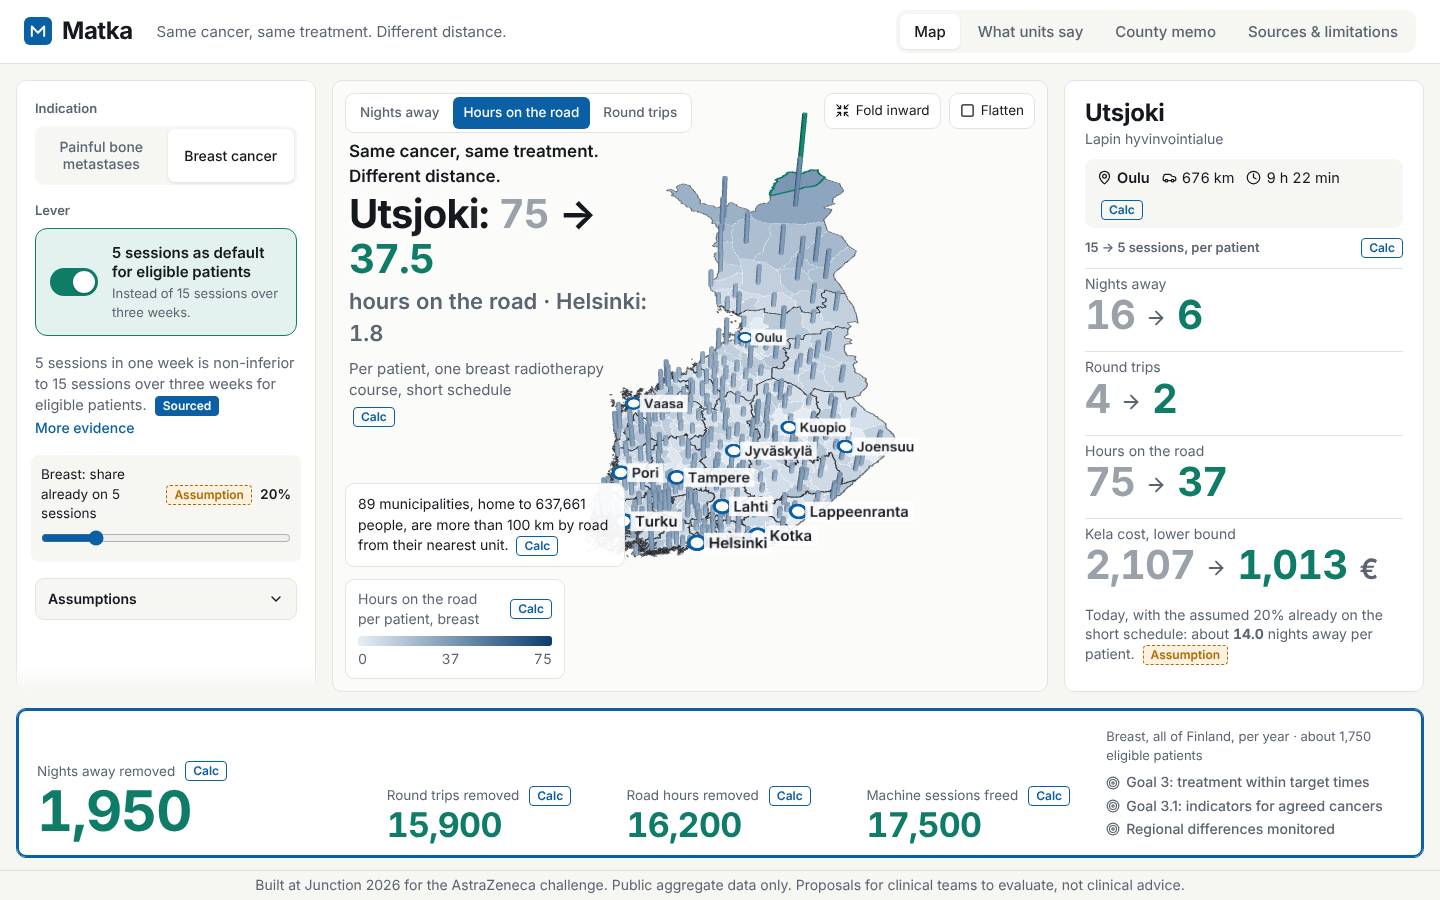 Matka
Same cancer, same treatment. Different distance.
Map
What units say
County memo
Sources & limitations
Indication
Painful bone
metastases
Breast cancer
Lever
5 sessions as default
for eligible patients
Instead of 15 sessions over
three weeks.
5 sessions in one week is non-inferior
to 15 sessions over three weeks for
eligible patients. Sourced
More evidence
Breast: share
already on 5
sessions
Assumption 20%
Assumptions
Nights away
Hours on the road
Round trips
Fold inward
Flatten
Same cancer, same treatment.
Different distance.
Utsjoki: 75 →
37.5
hours on the road · Helsinki:
1.8
Per patient, one breast radiotherapy
course, short schedule
Calc
Oulu
Vaasa
Kuopio
Joensuu
Jyväskylä
Pori
Tampere
Lahti
Lappeenranta
Turku
Kotka
Helsinki
89 municipalities, home to 637,661
people, are more than 100 km by road
from their nearest unit. Calc
Hours on the road
per patient, breast
Calc
0 37 75
Utsjoki
Lapin hyvinvointialue
Oulu 676 km 9 h 22 min
Calc
15 → 5 sessions, per patient Calc
Nights away
16 → 6
Round trips
4 → 2
Hours on the road
75 → 37
Kela cost, lower bound
2,107 → 1,013 €
Today, with the assumed 20% already on the
short schedule: about 14.0 nights away per
patient. Assumption
Nights away removed Calc
1,950
Round trips removed Calc
15,900
Road hours removed Calc
16,200
Machine sessions freed Calc
17,500
Breast, all of Finland, per year · about 1,750
eligible patients
Goal 3: treatment within target times
Goal 3.1: indicators for agreed cancers
Regional differences monitored
Built at Junction 2026 for the AstraZeneca challenge. Public aggregate data only. Proposals for clinical teams to evaluate, not clinical advice.